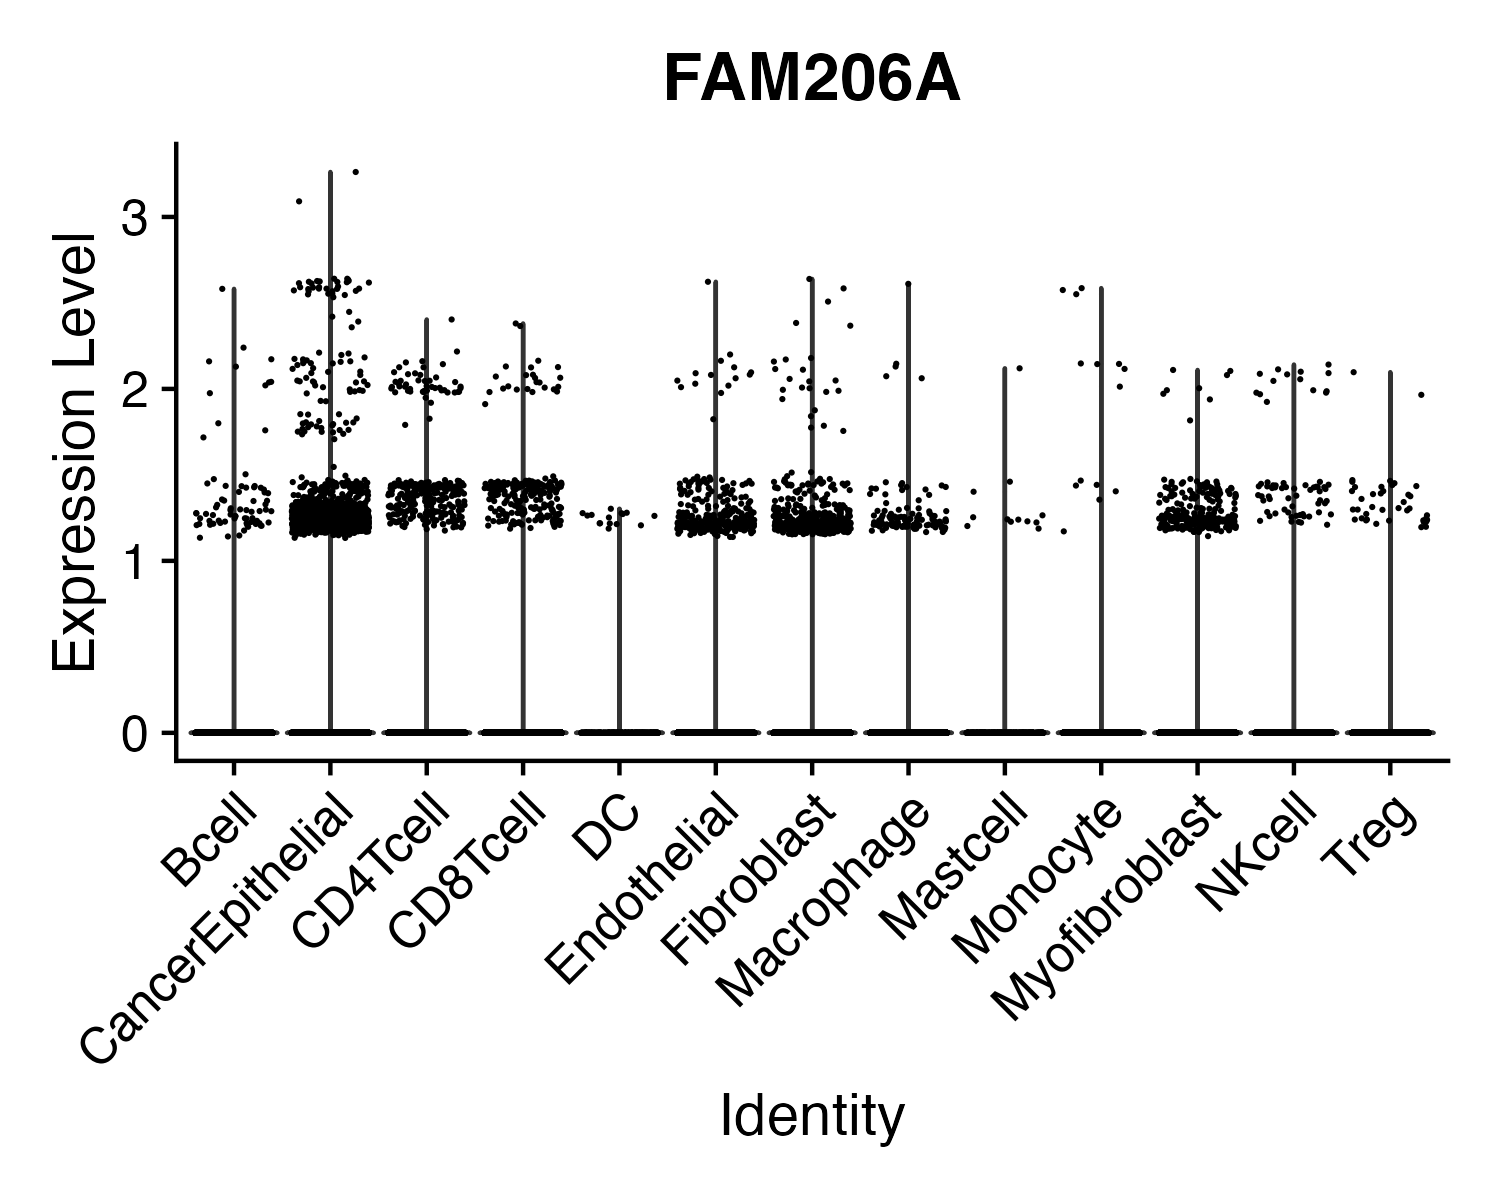 FAM206A
Expression Level
3
2
1
0
Bcell
CancerEpithelial
CD4Tcell
CD8Tcell
DC
Endothelial
Fibroblast
Macrophage
Mastcell
Monocyte
Myofibroblast
NKcell
Treg
Identity